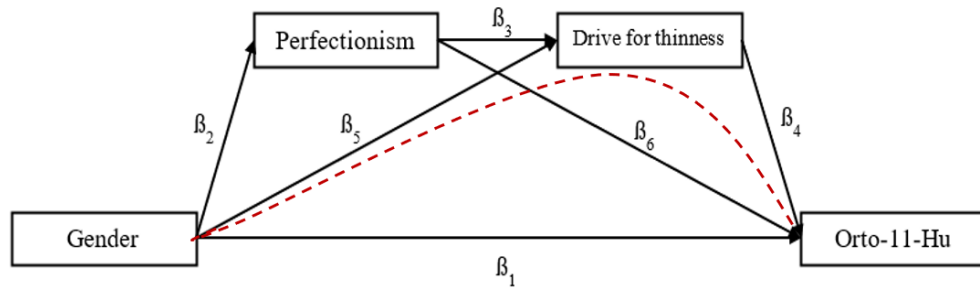 ß3
Perfectionism
Drive for thinness
ß2
ß5
ß6
ß4
Gender
Orto-11-Hu
ß1